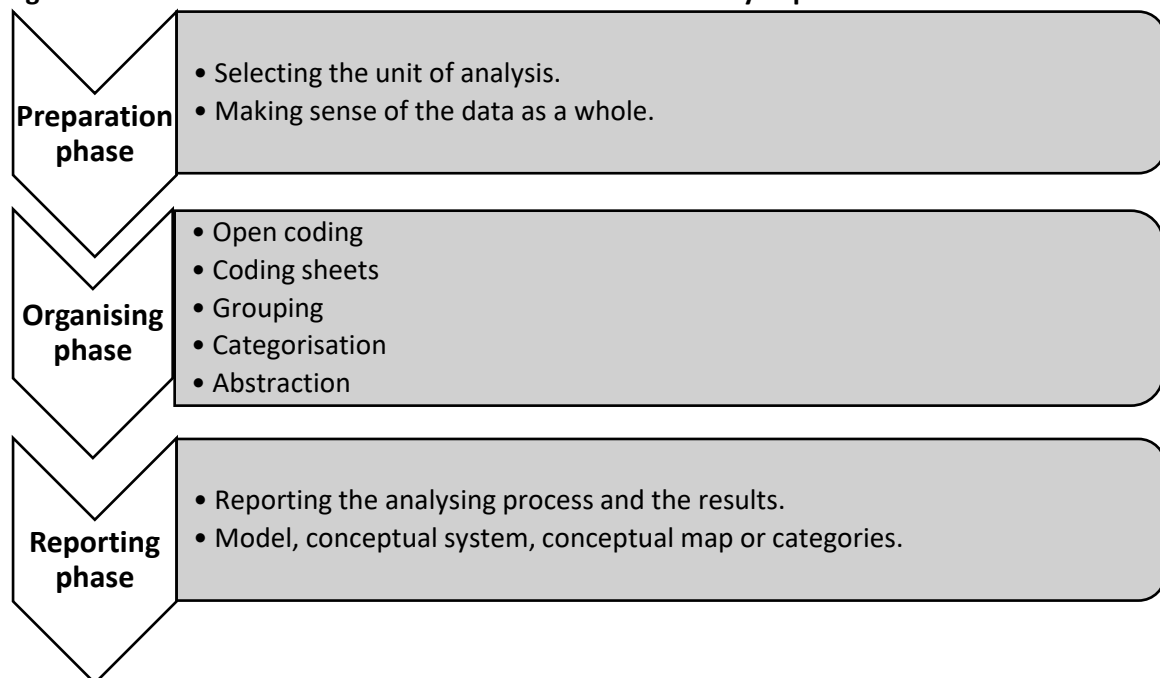 Preparation
phase
• Selecting the unit of analysis.
• Making sense of the data as a whole.
Organising
phase
• Open coding
• Coding sheets
• Grouping
• Categorisation
• Abstraction
Reporting
phase
• Reporting the analysing process and the results.
• Model, conceptual system, conceptual map or categories.